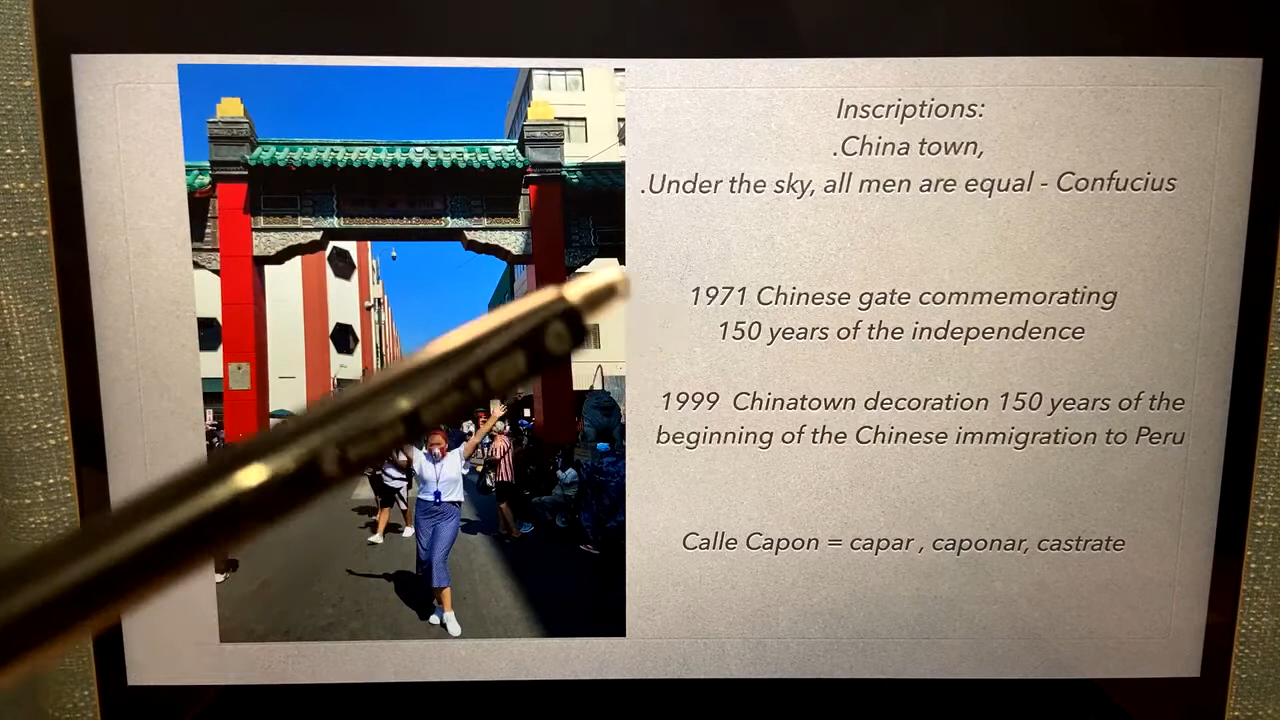 Inscriptions:
.China town,
.Under the sky, all men are equal - Confucius
1971 Chinese gate commemorating
150 years of the independence
1999 Chinatown decoration 150 years of the
beginning of the Chinese immigration to Peru
Calle Capon = capar , caponar, castrate